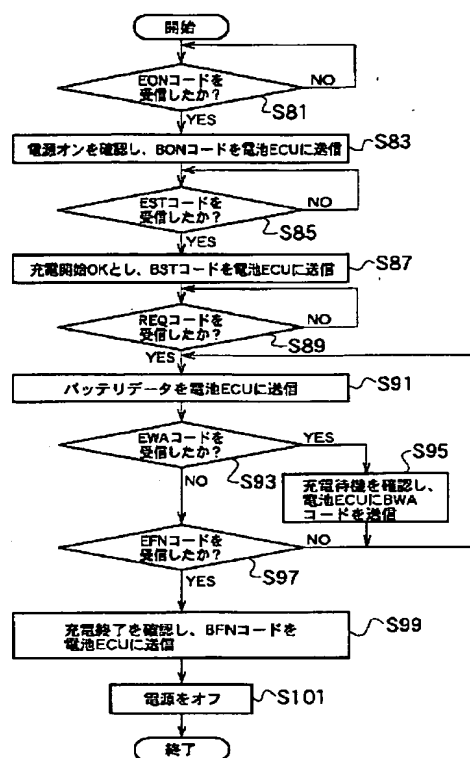 開始
EONコードを
受信したか？
NO
S81
YES
電源オンを確認し、BONコードを電池ECUに送信
S83
ESTコードを
受信したか？
NO
S85
YES
充電開始OKとし、BSTコードを電池ECUに送信
S87
REQコードを
受信したか？
NO
S89
YES
バッテリデータを電池ECUに送信
S91
EWAコードを
受信したか？
YES
S93
NO
S95
充電待機を確認し、
電池ECUにBWA
コードを送信
EFNコードを
受信したか？
NO
S97
YES
充電終了を確認し、BFNコードを
電池ECUに送信
S99
電源をオフ
S101
終了